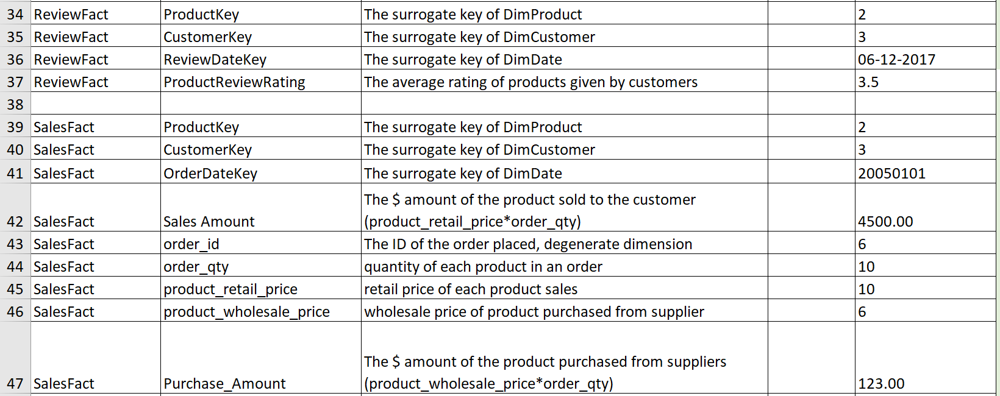 34 ReviewFact ProductKey The surrogate key of DimProduct 2
35 ReviewFact CustomerKey The surrogate key of DimCustomer 3
36 ReviewFact ReviewDateKey The surrogate key of DimDate 06-12-2017
37 ReviewFact ProductReviewRating The average rating of products given by customers 3.5
38
39 SalesFact ProductKey The surrogate key of DimProduct 2
40 SalesFact CustomerKey The surrogate key of DimCustomer 3
41 SalesFact OrderDateKey The surrogate key of DimDate 20050101
The $ amount of the product sold to the customer
42 SalesFact Sales Amount (product_retail_price*order_qty) 4500.00
43 SalesFact order_id The ID of the order placed, degenerate dimension 6
44 SalesFact order_qty quantity of each product in an order 10
45 SalesFact product_retail_price retail price of each product sales 10
46 SalesFact product_wholesale_price wholesale price of product purchased from supplier 6
The $ amount of the product purchased from suppliers
47 SalesFact Purchase_Amount (product_wholesale_price*order_qty) 123.00